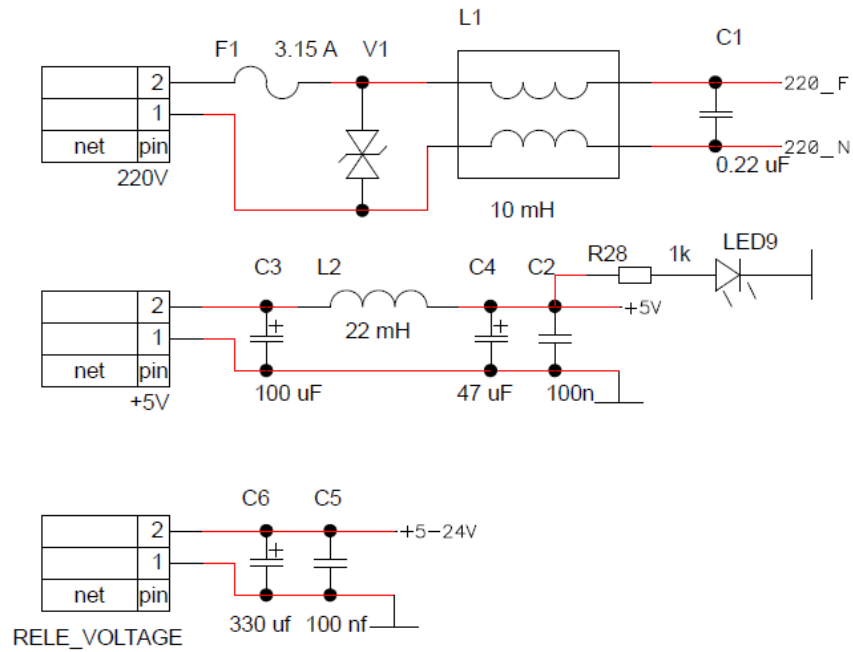 L1
F1 3.15 A V1 C1
2
220_F
1
net pin
220_N
220V
0.22 uF
10 mH
R28 1k LED9
C3 L2 C4 C2
2
+5V
1
22 mH
net pin
100 uF 47 uF 100n
+5V
C6 C5
2
+5-24V
1
net pin
330 uf 100 nf
RELE_VOLTAGE